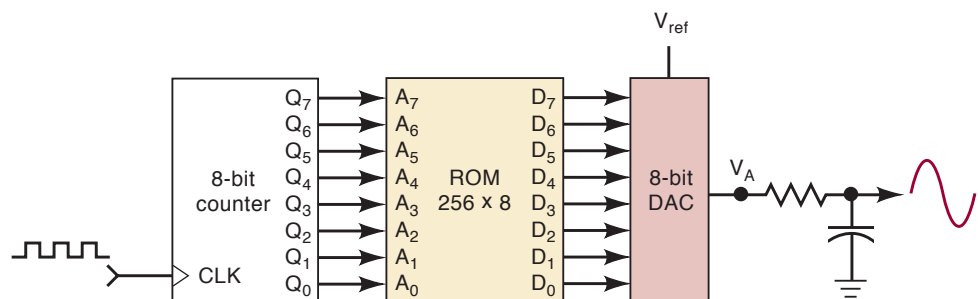 V_ref
Q_7 A_7 D_7
Q_6 A_6 D_6
Q_5 A_5 D_5
8-bit Q_4 ROM A_4 D_4 8-bit V_A
counter Q_3 256 x 8 A_3 D_3 DAC
Q_2 A_2 D_2
CLK Q_1 A_1 D_1
Q_0 A_0 D_0